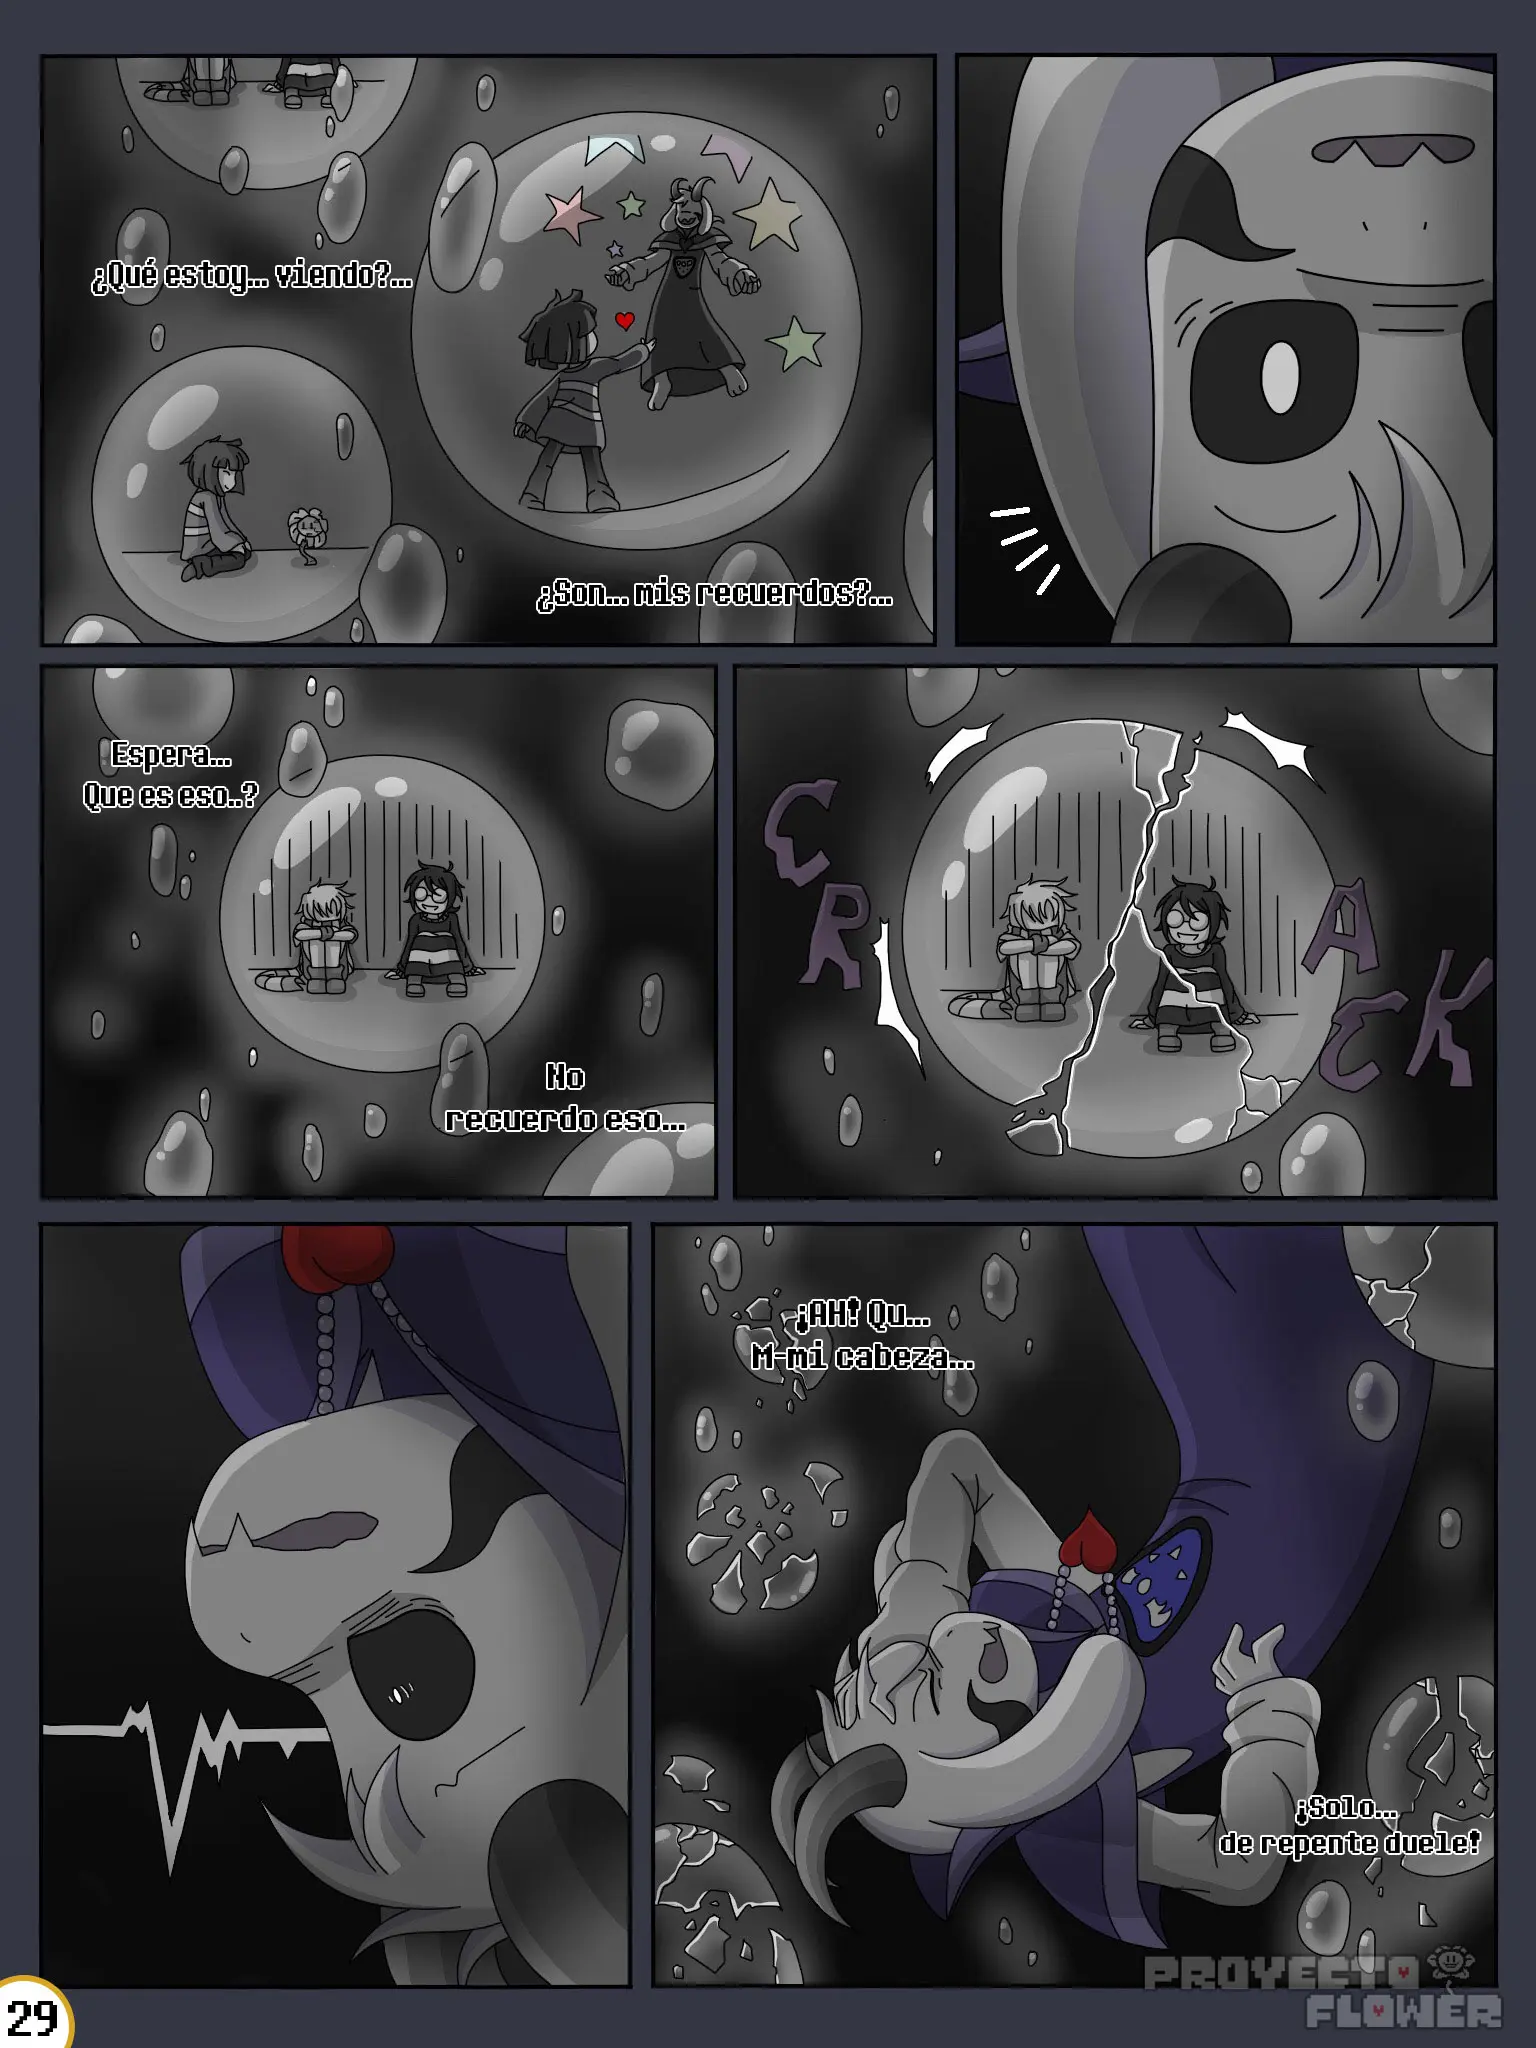 ¿Qué estoy... viendo?...
¿Son... mis recuerdos?...
Espera...
Que es eso..?
No
recuerdo eso...
CRACK
¡AH! Qu...
M-mi cabeza...
¡Solo...
de repente duele!
29
PROYECTO
FLOWER